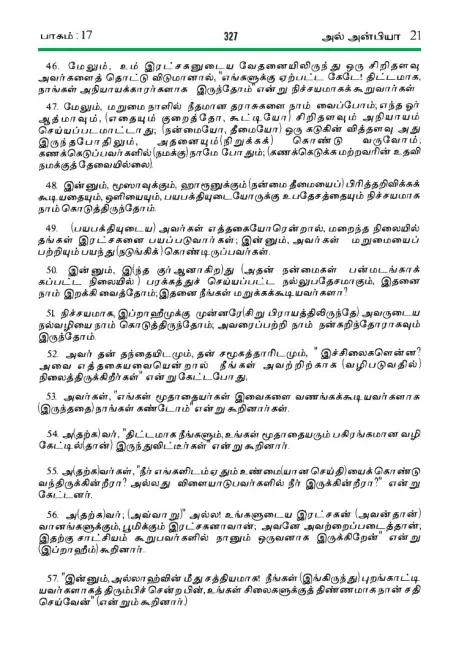 பாகம் : 17 327 அல் அன்பியா 21
46. மேலும், உம் இரட்சகனுடைய வேதனையிலிருந்து ஒரு சிறிதளவு
அவர்களைத் தொட்டு விடுமானால், "எங்களுக்கு ஏற்பட்ட கேடே! திட்டமாக,
நாங்கள் அநியாயக்காரர்களாக இருந்தோம்" என்று நிச்சயமாகக் கூறுவார்கள்
47. மேலும், மறுமை நாளில் நீதமான தராசுகளை நாம் வைப்போம்; எந்த ஓர்
ஆத்மாவும், (எதையும் குறைத்தோ, கூட்டியோ) சிறிதளவும் அநியாயம்
செய்யப்படமாட்டாது; (நன்மையோ, தீமையோ) ஒரு கடுகின் வித்தளவு அது
இருந்தபோதிலும், அதனையும்(நிறுக்கக்) கொண்டு வருவோம்;
கணக்கெடுப்பவர்களில் (நமக்கு) நாமே போதும்; (கணக்கெடுக்க மற்றவரின் உதவி
நமக்குத் தேவையில்லை).
48. இன்னும், மூஸாவுக்கும், ஹாரூனுக்கும் (நன்மை தீமையைப்) பிரித்தறிவிக்கக்
கூடியதையும், ஒளியையும், பயபக்தியுடையோருக்கு உபதேசத்தையும் நிச்சயமாக
நாம் கொடுத்திருந்தோம்.
49. (பயபக்தியுடைய) அவர்கள் எத்தகையோரென்றால், மறைந்த நிலையில்
தங்கள் இரட்சகனை பயப்படுவார்கள்; இன்னும், அவர்கள் மறுமையைப்
பற்றியும் பயந்து (நடுங்கிக்) கொண்டிருப்பவர்கள்.
50. இன்னும், இ(ந்த குர்ஆனாகிற)து (அதன் நன்மைகள் பன்மடங்காக்
கப்பட்ட நிலையில்) பரக்கத்துச் செய்யப்பட்ட நல்லுபதேசமாகும், இதனை
நாம் இறக்கி வைத்தோம்; இதனை நீங்கள் மறுக்கக்கூடியவர்களா?
51. நிச்சயமாக, இப்றாஹீமுக்கு முன்னரே(சிறு பிராயத்திலிருந்தே) அவருடைய
நல்வழியை நாம் கொடுத்திருந்தோம்; அவரைப்பற்றி நாம் நன்கறிந்தோராகவும்
இருந்தோம்.
52. அவர் தன் தந்தையிடமும், தன் சமூகத்தாரிடமும், " இச்சிலைகளென்ன?
அவை எத்தகையவையென்றால் நீங்கள் அவற்றிற்காக (வழிபடுவதில்)
நிலைத்திருக்கிறீர்கள்" என்று கேட்டபோது,
53. அவர்கள், "எங்கள் மூதாதையர்கள் இவைகளை வணங்கக்கூடியவர்களாக
(இருந்ததை) நாங்கள் கண்டோம்" என்று கூறினார்கள்.
54. அ(தற்க)வர், "திட்டமாக நீங்களும், உங்கள் மூதாதையரும் பகிரங்கமான வழி
கேட்டில்(தான்) இருந்துவிட்டீர்கள்" என்று கூறினார்.
55. அ(தற்க)வர்கள், "நீர் எங்களிடம் ஏதும் உண்மை(யான செய்தி)யைக் கொண்டு
வந்திருக்கின்றீரா? அல்லது விளையாடுபவர்களில் நீர் இருக்கின்றீரா?" என்று
கேட்டனர்.
56. அ(தற்க)வர்; (அவ்வாறு)" அல்ல! உங்களுடைய இரட்சகன் (அவன்தான்)
வானங்களுக்கும், பூமிக்கும் இரட்சகனாவான்; அவனே அவற்றைப்படைத்தான்;
இதற்கு சாட்சியம் கூறுபவர்களில் நானும் ஒருவனாக இருக்கிறேன்" என்று
(இப்றாஹீம்) கூறினார்.
57. "இன்னும், அல்லாஹ்வின் மீது சத்தியமாக! நீங்கள் (இங்கிருந்து) புறங்காட்டி
யவர்களாகத் திரும்பிச் சென்ற பின், உங்கள் சிலைகளுக்குத் திண்ணமாக நான் சதி
செய்வேன்" (என்றும் கூறினார்.)